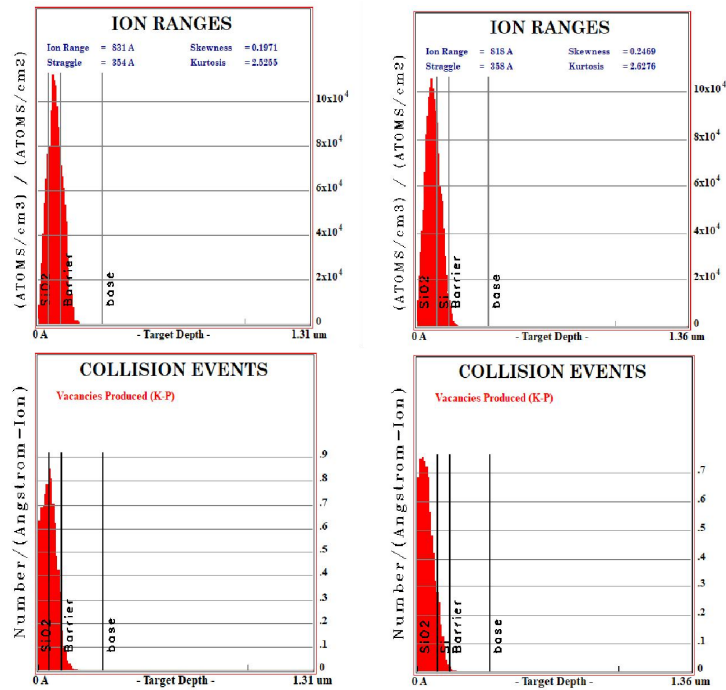 ION RANGES
Ion Range = 831 A Skewness = 0.1971
Straggle = 354 A Kurtosis = 2.5255
(ATOMS/cm3) / (ATOMS/cm2)
10x10^4
8x10^4
6x10^4
4x10^4
2x10^4
0
SiO2
Barrier
base
0 A - Target Depth - 1.31 um
ION RANGES
Ion Range = 818 A Skewness = 0.2469
Straggle = 358 A Kurtosis = 2.6276
(ATOMS/cm3) / (ATOMS/cm2)
10x10^4
8x10^4
6x10^4
4x10^4
2x10^4
0
SiO2
Si
Barrier
base
0 A - Target Depth - 1.36 um
COLLISION EVENTS
Vacancies Produced (K-P)
Number/(Angstrom-Ion)
.9
.8
.7
.6
.5
.4
.3
.2
.1
0
SiO2
Barrier
base
0 A - Target Depth - 1.31 um
COLLISION EVENTS
Vacancies Produced (K-P)
Number/(Angstrom-Ion)
.7
.6
.5
.4
.3
.2
.1
0
SiO2
Si
Barrier
base
0 A - Target Depth - 1.36 um